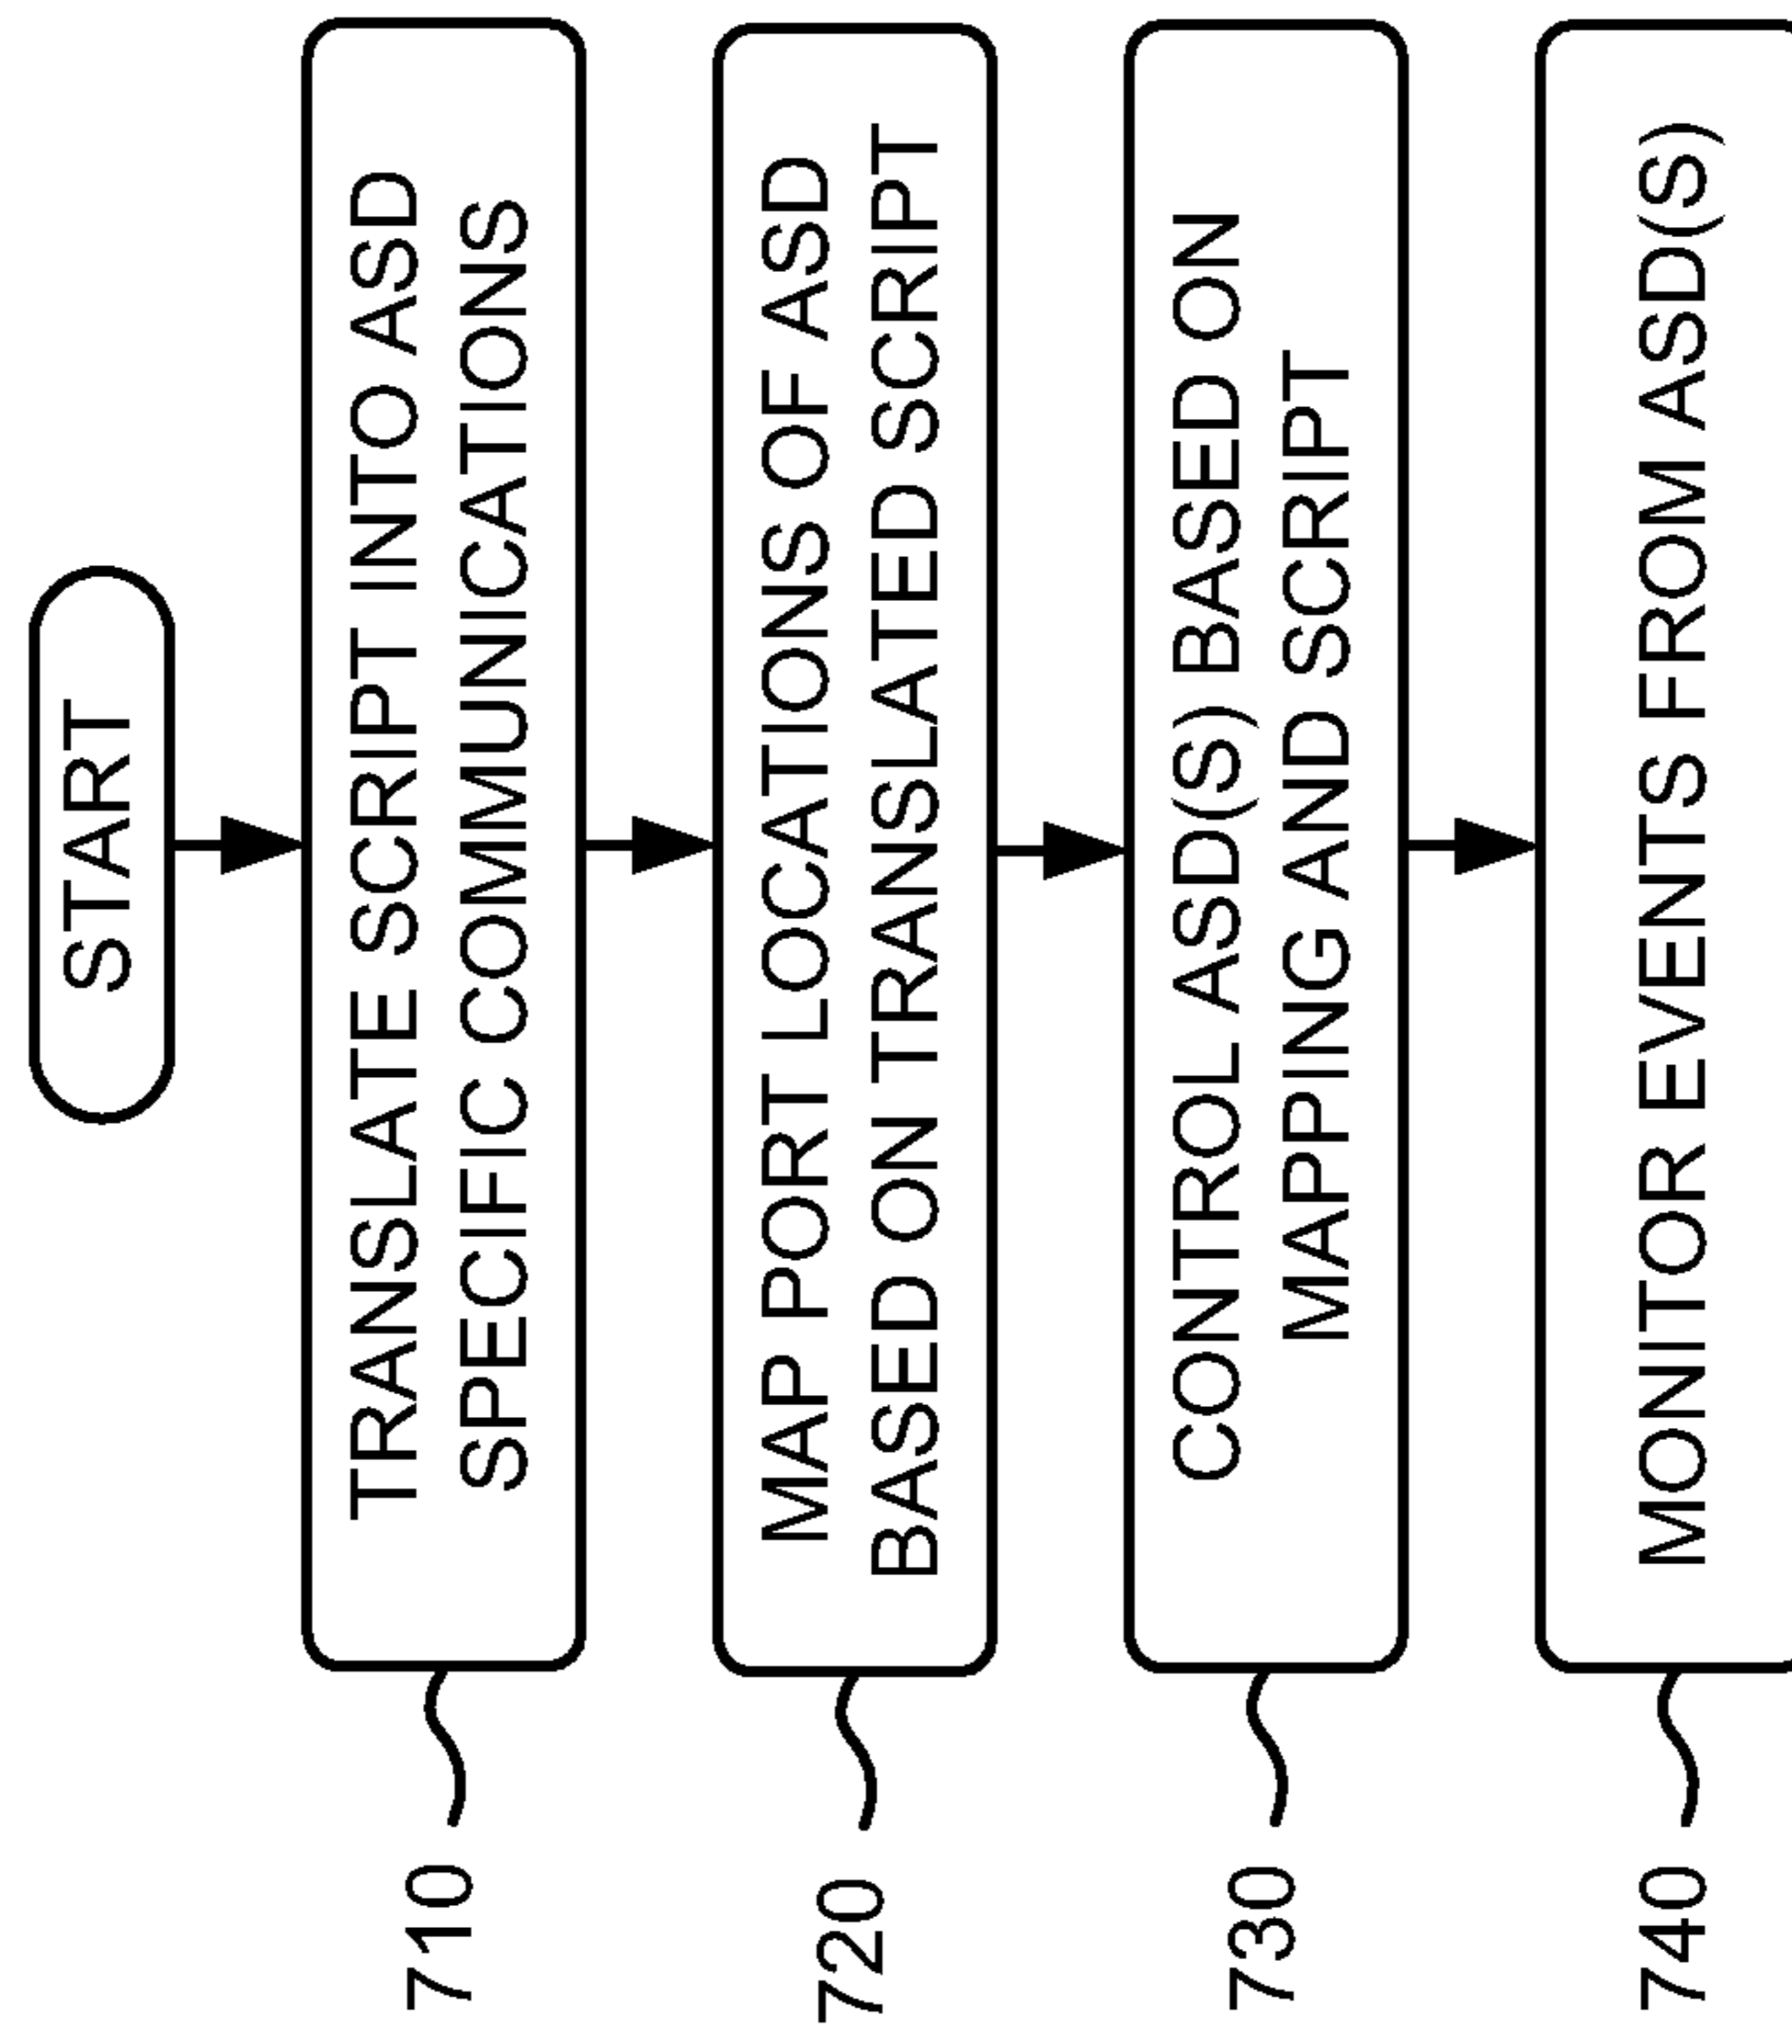 START
710
TRANSLATE SCRIPT INTO ASD
SPECIFIC COMMUNICATIONS
720
MAP PORT LOCATIONS OF ASD
BASED ON TRANSLATED SCRIPT
730
CONTROL ASD(S) BASED ON
MAPPING AND SCRIPT
740
MONITOR EVENTS FROM ASD(S)